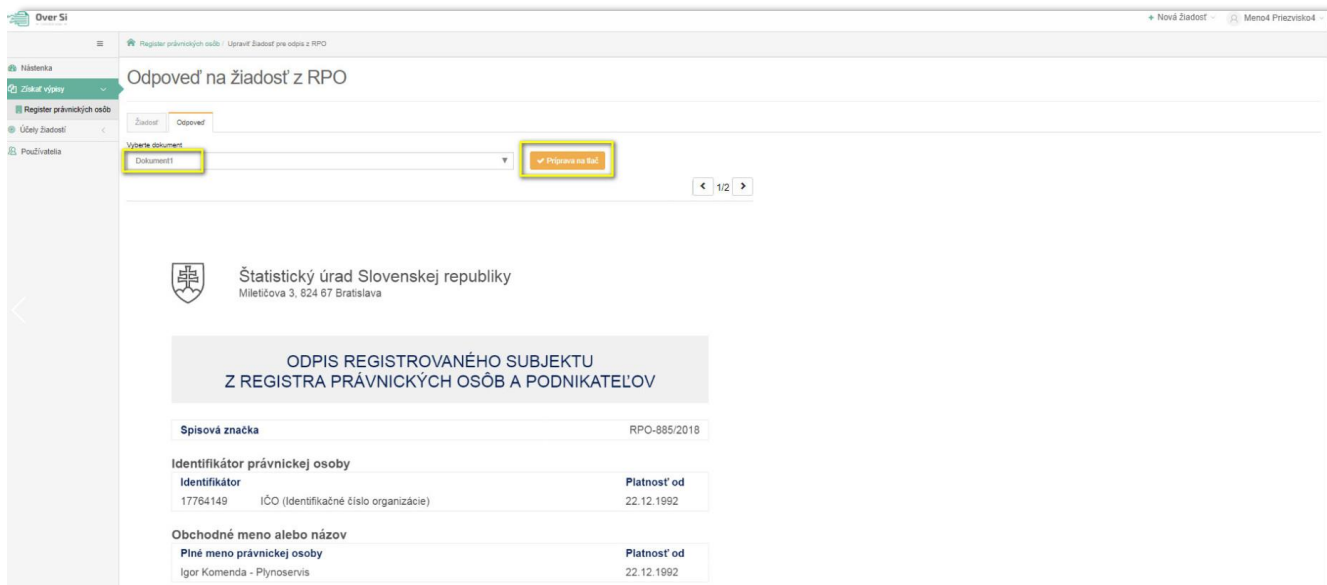 Over Si
+ Nová žiadosť
Meno4 Priezvisko4
Register právnických osôb / Upraviť žiadosť pre odpis z RPO
Nástenka
Získať výpisy
Register právnických osôb
Účely žiadostí
Používatelia
Odpoveď na žiadosť z RPO
Žiadosť Odpoveď
Vyberte dokument
Dokument1
Príprava na tlač
1/2
Štatistický úrad Slovenskej republiky
Miletičova 3, 824 67 Bratislava
ODPIS REGISTROVANÉHO SUBJEKTU
Z REGISTRA PRÁVNICKÝCH OSÔB A PODNIKATEĽOV
Spisová značka RPO-885/2018
Identifikátor právnickej osoby
Identifikátor Platnosť od
17764149 IČO (Identifikačné číslo organizácie) 22.12.1992
Obchodné meno alebo názov
Plné meno právnickej osoby Platnosť od
Igor Komenda - Plynoservis 22.12.1992